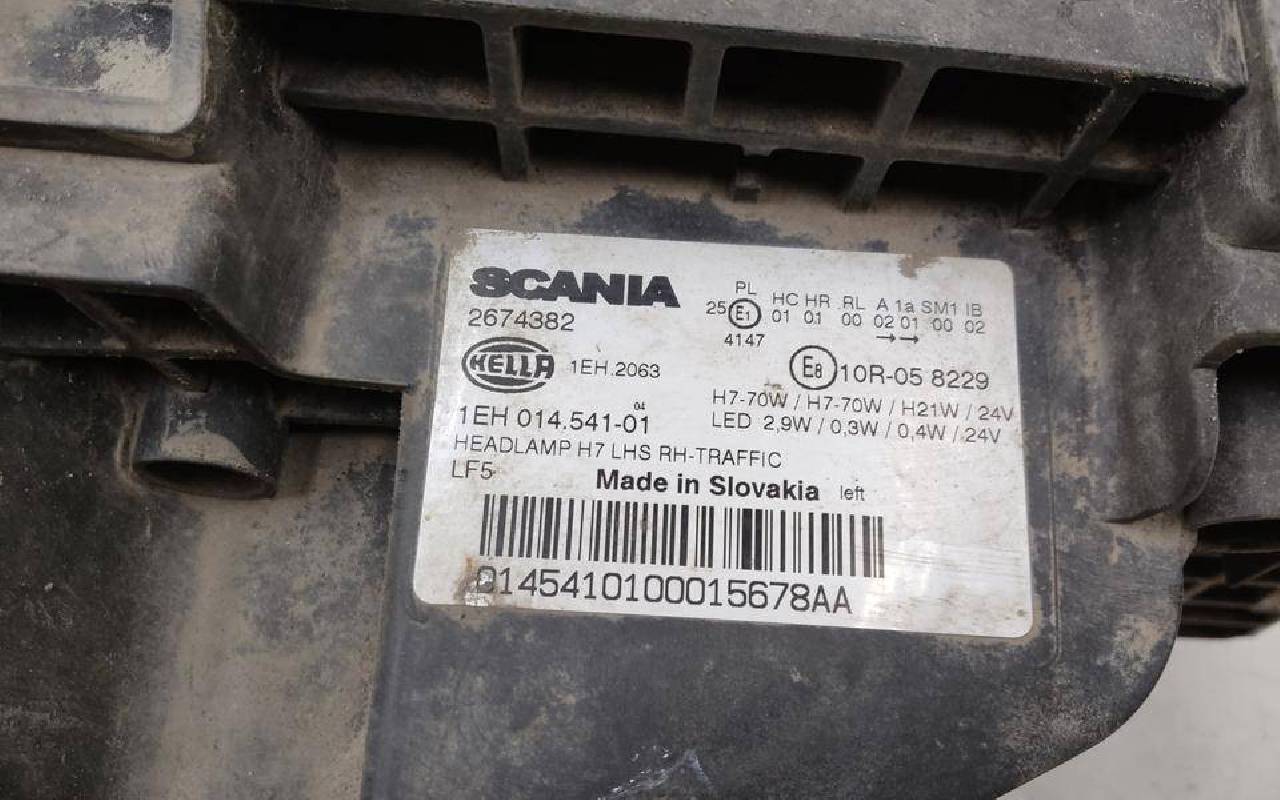 SCANIA
2674382
PL HC HR RL A 1a SM1 IB
25 E1 01 01 00 02 01 00 02
→→
4147
HELLA 1EH.2063
E8 10R-05 8229
04
1EH 014.541-01
H7-70W / H7-70W / H21W / 24V
LED 2,9W / 0,3W / 0,4W / 24V
HEADLAMP H7 LHS RH-TRAFFIC
LF5
Made in Slovakia left
0145410100015678AA